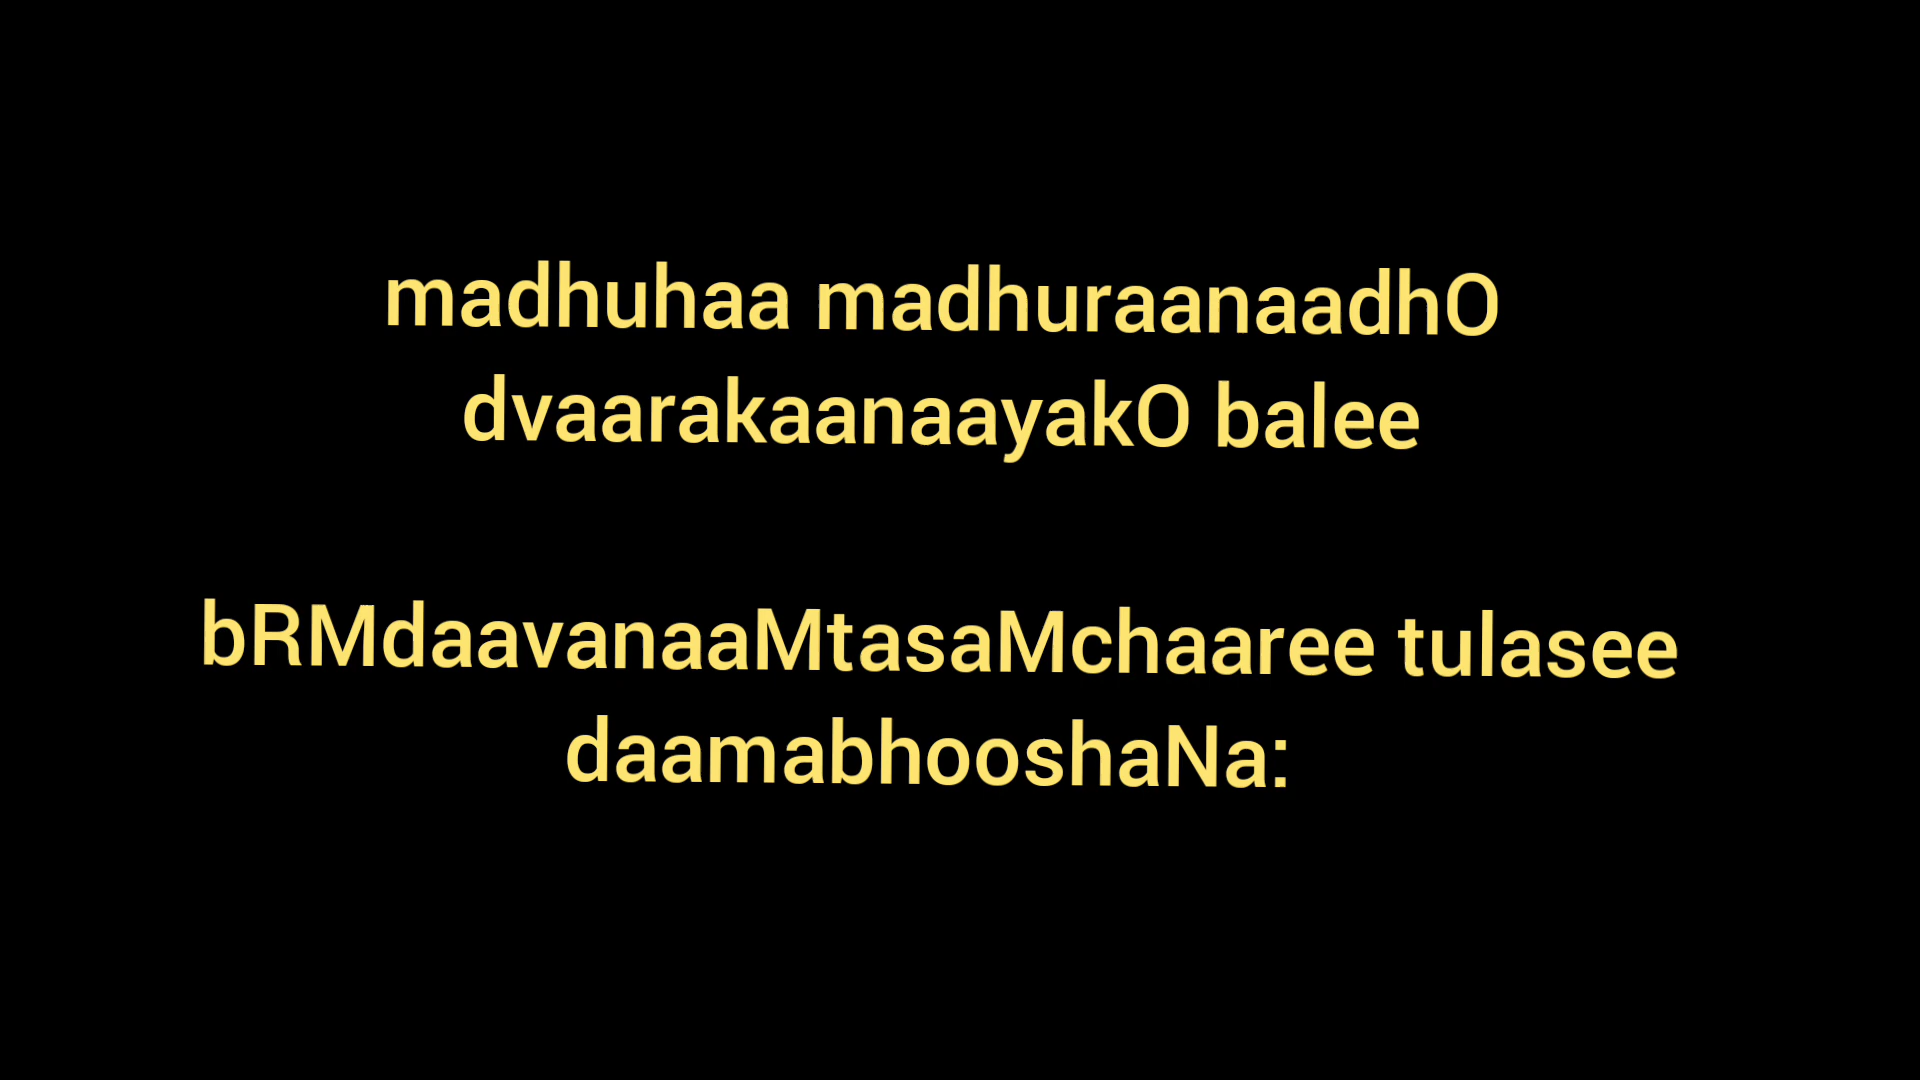 madhuhaa madhuraanaadhO
dvaarakaanaayakO balee
bRMdaavanaaMtasaMchaaree tulasee
daamabhooshaNa: